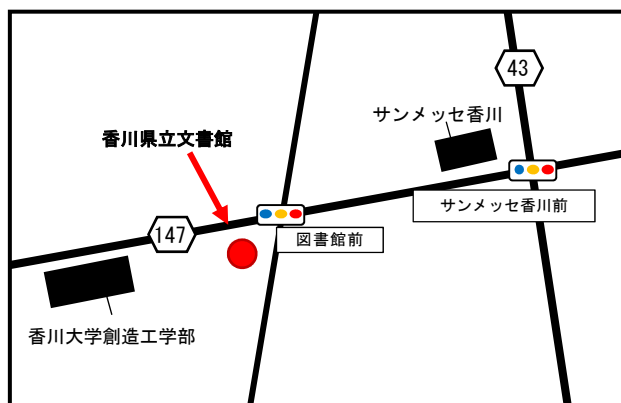 43
サンメッセ香川
香川県立文書館
サンメッセ香川前
147
図書館前
香川大学創造工学部